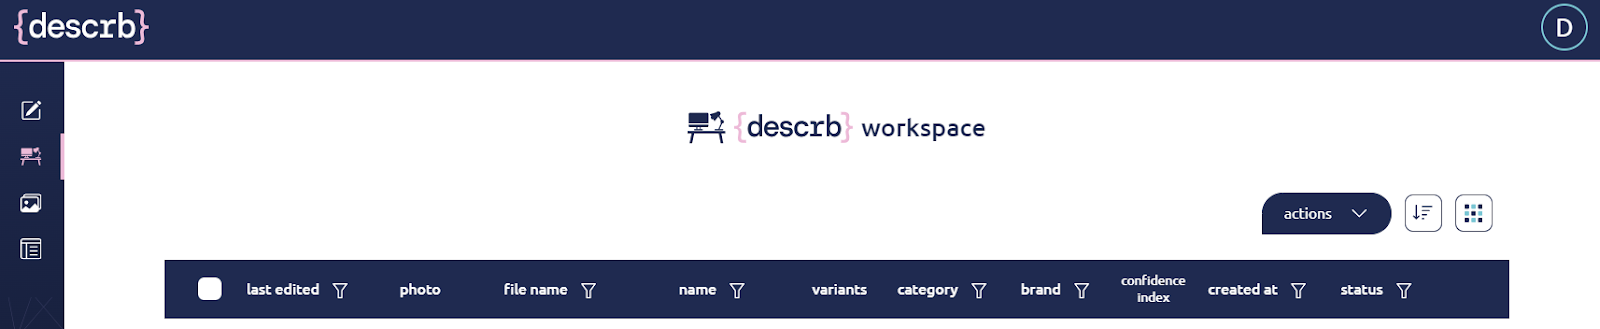 {descrb}
D
{descrb} workspace
actions
last edited photo file name name variants category brand confidence index created at status